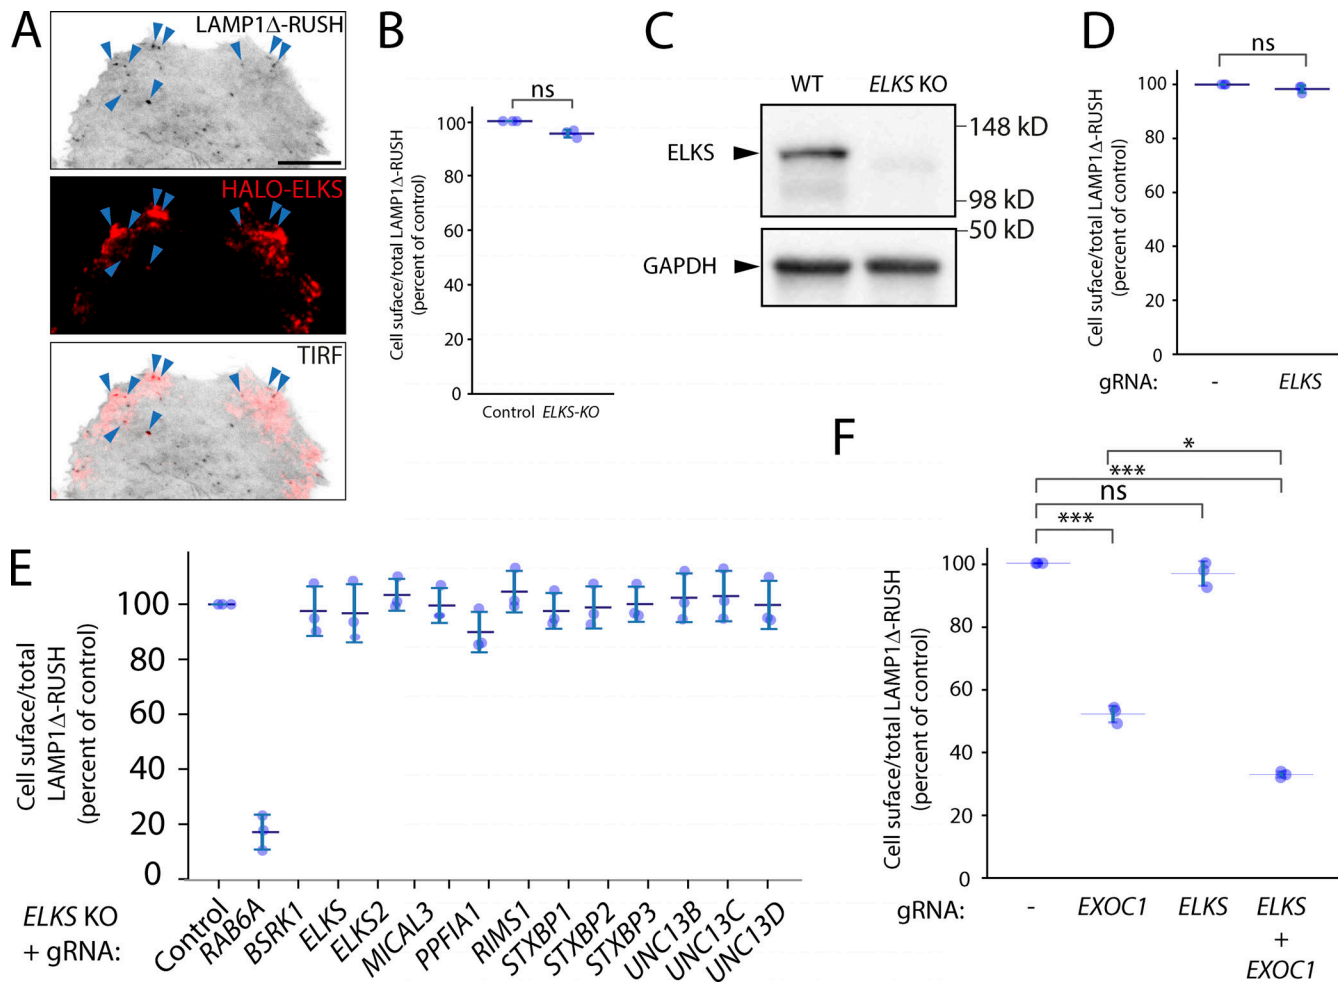 A
LAMP1Δ-RUSH
HALO-ELKS
TIRF
B
ns
100
80
60
40
20
0
Cell suface/total LAMP1Δ-RUSH
(percent of control)
Control ELKS-KO
C
WT ELKS KO
ELKS
148 kD
98 kD
50 kD
GAPDH
D
ns
100
80
60
40
20
0
Cell suface/total LAMP1Δ-RUSH
(percent of control)
gRNA: - ELKS
E
100
80
60
40
20
0
Cell suface/total
LAMP1Δ-RUSH
(percent of control)
ELKS KO
+ gRNA:
Control
RAB6A
BSRK1
ELKS
ELKS2
MICAL3
PPFIA1
RIMS1
STXBP1
STXBP2
STXBP3
UNC13B
UNC13C
UNC13D
F
*
***
ns
***
100
80
60
40
20
0
Cell suface/total LAMP1Δ-RUSH
(percent of control)
gRNA: - EXOC1 ELKS ELKS
+
EXOC1